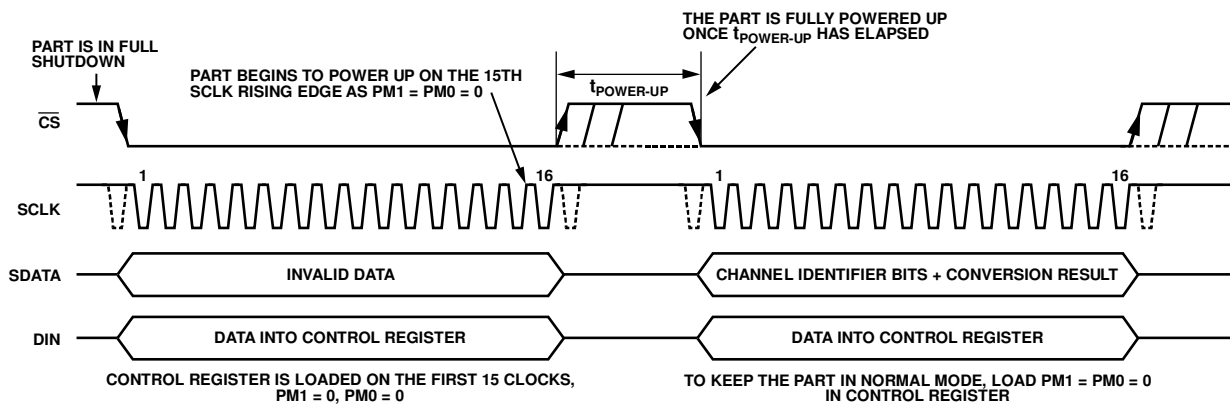 THE PART IS FULLY POWERED UP
ONCE tPOWER-UP HAS ELAPSED
PART IS IN FULL
SHUTDOWN
PART BEGINS TO POWER UP ON THE 15TH
SCLK RISING EDGE AS PM1 = PM0 = 0
tPOWER-UP
CS
1
16
1
16
SCLK
SDATA
INVALID DATA
CHANNEL IDENTIFIER BITS + CONVERSION RESULT
DIN
DATA INTO CONTROL REGISTER
DATA INTO CONTROL REGISTER
CONTROL REGISTER IS LOADED ON THE FIRST 15 CLOCKS,
PM1 = 0, PM0 = 0
TO KEEP THE PART IN NORMAL MODE, LOAD PM1 = PM0 = 0
IN CONTROL REGISTER